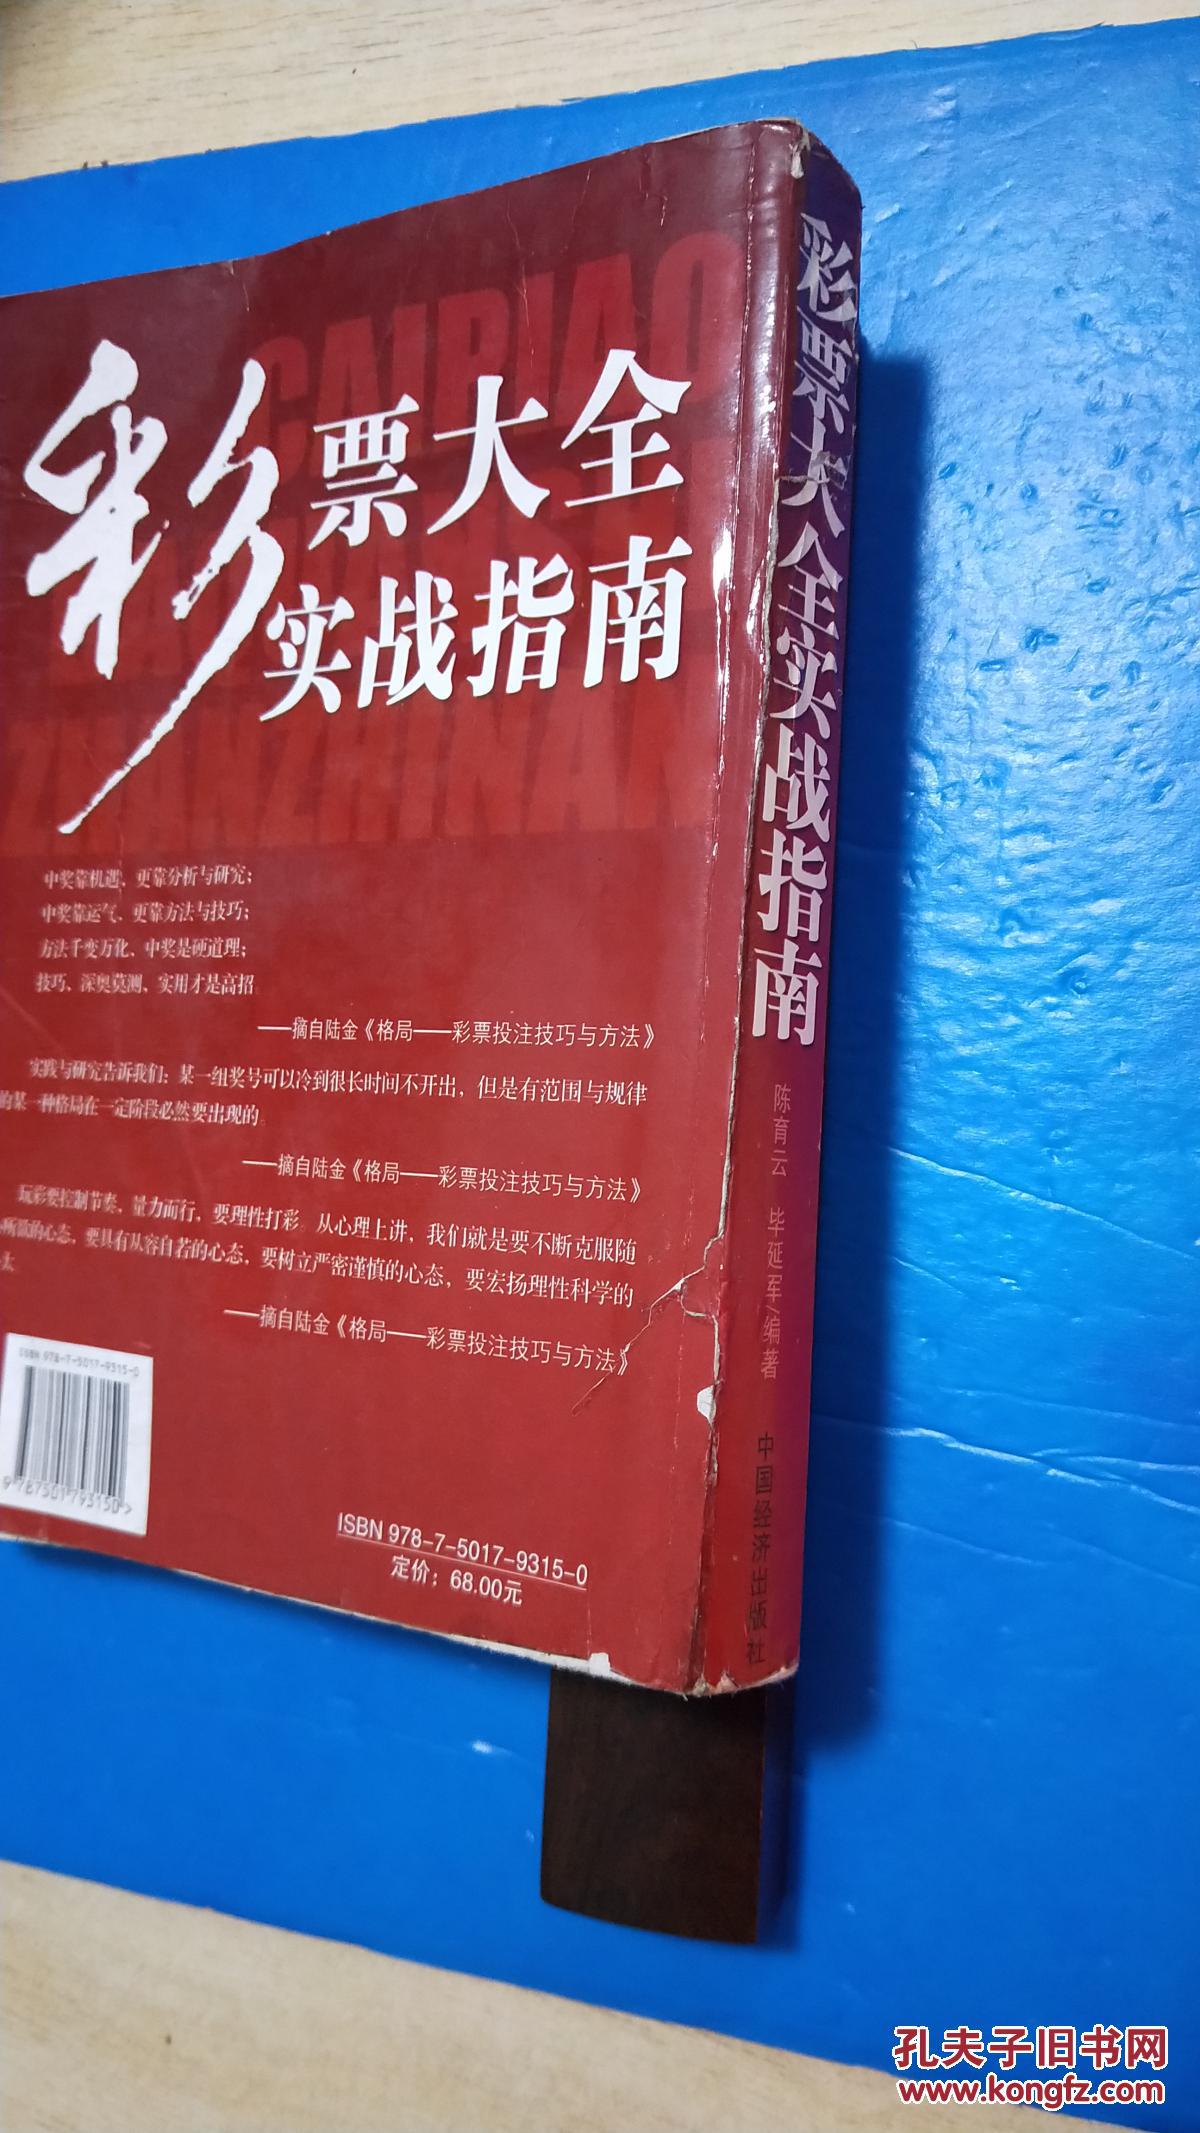 彩票大全
实战指南
CAIBIAO
ZHANZHINAN
中奖靠机遇、更靠分析与研究；
中奖靠运气、更靠方法与技巧；
方法千变万化、中奖是硬道理；
技巧、深奥莫测、实用才是高招。
——摘自陆金《格局——彩票投注技巧与方法》
实践与研究告诉我们：某一组奖号可以冷到很长时间不开出，但是有范围与规律
的某一种格局在一定阶段必然要出现的。
——摘自陆金《格局——彩票投注技巧与方法》
玩彩要控制节奏，量力而行，要理性打彩。从心理上讲，我们就是要不断克服随
所欲的心态，要具有从容自若的心态，要树立严密谨慎的心态，要宏扬理性科学的
态
——摘自陆金《格局——彩票投注技巧与方法》
ISBN 978-7-5017-9315-0
9 787501 793150 >
ISBN 978-7-5017-9315-0
定价：68.00元
彩票大全实战指南
陈育云 毕延军/编著
中国经济出版社
孔夫子旧书网
www.kongfz.com